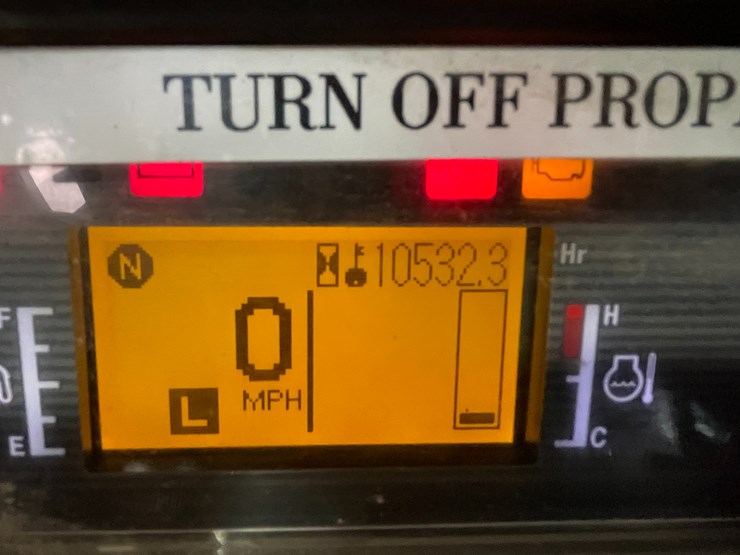 TURN OFF PROP
N
10532.3 Hr
0
MPH
L
F
E
H
C